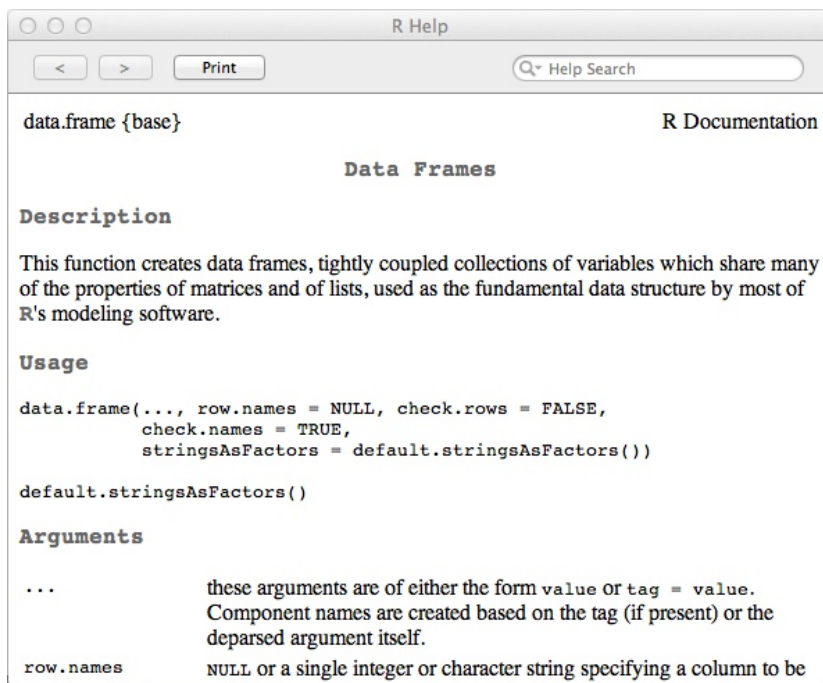 R Help
< > Print Help Search
data.frame {base} R Documentation
Data Frames
Description
This function creates data frames, tightly coupled collections of variables which share many
of the properties of matrices and of lists, used as the fundamental data structure by most of
R's modeling software.
Usage
data.frame(..., row.names = NULL, check.rows = FALSE,
           check.names = TRUE,
           stringsAsFactors = default.stringsAsFactors())
default.stringsAsFactors()
Arguments
... these arguments are of either the form value or tag = value.
Component names are created based on the tag (if present) or the
deparsed argument itself.
row.names NULL or a single integer or character string specifying a column to be